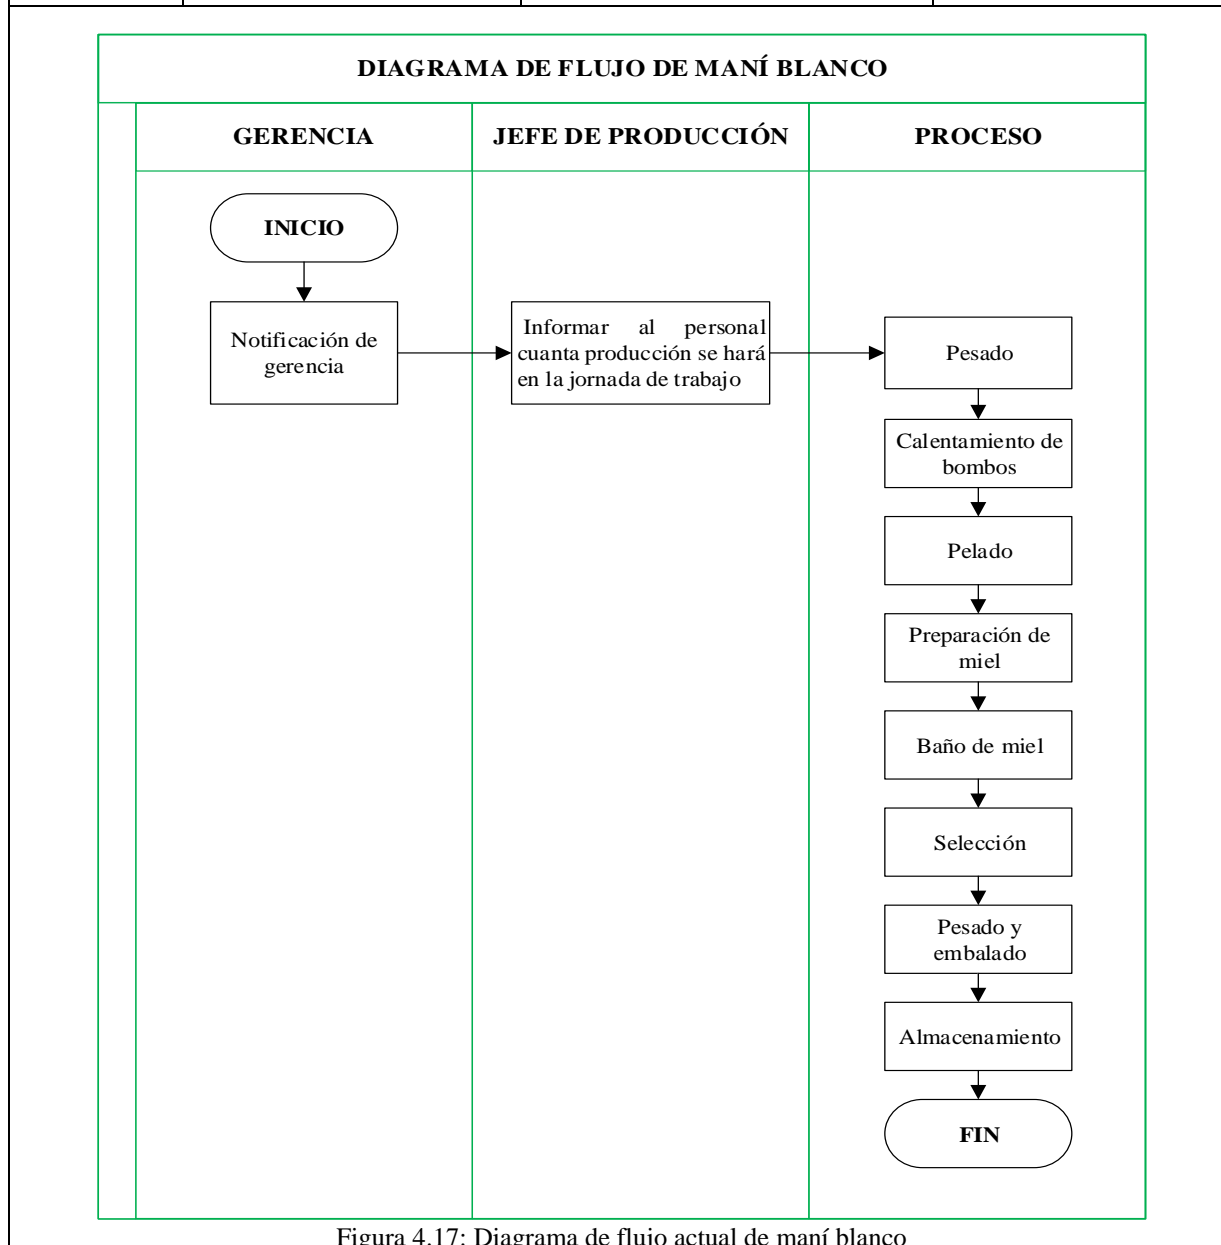 DIAGRAMA DE FLUJO DE MANÍ BLANCO
GERENCIA
JEFE DE PRODUCCIÓN
PROCESO
INICIO
Notificación de
gerencia
Informar al personal
cuanta producción se hará
en la jornada de trabajo
Pesado
Calentamiento de
bombos
Pelado
Preparación de
miel
Baño de miel
Selección
Pesado y
embalado
Almacenamiento
FIN
Figura 4.17: Diagrama de flujo actual de maní blanco